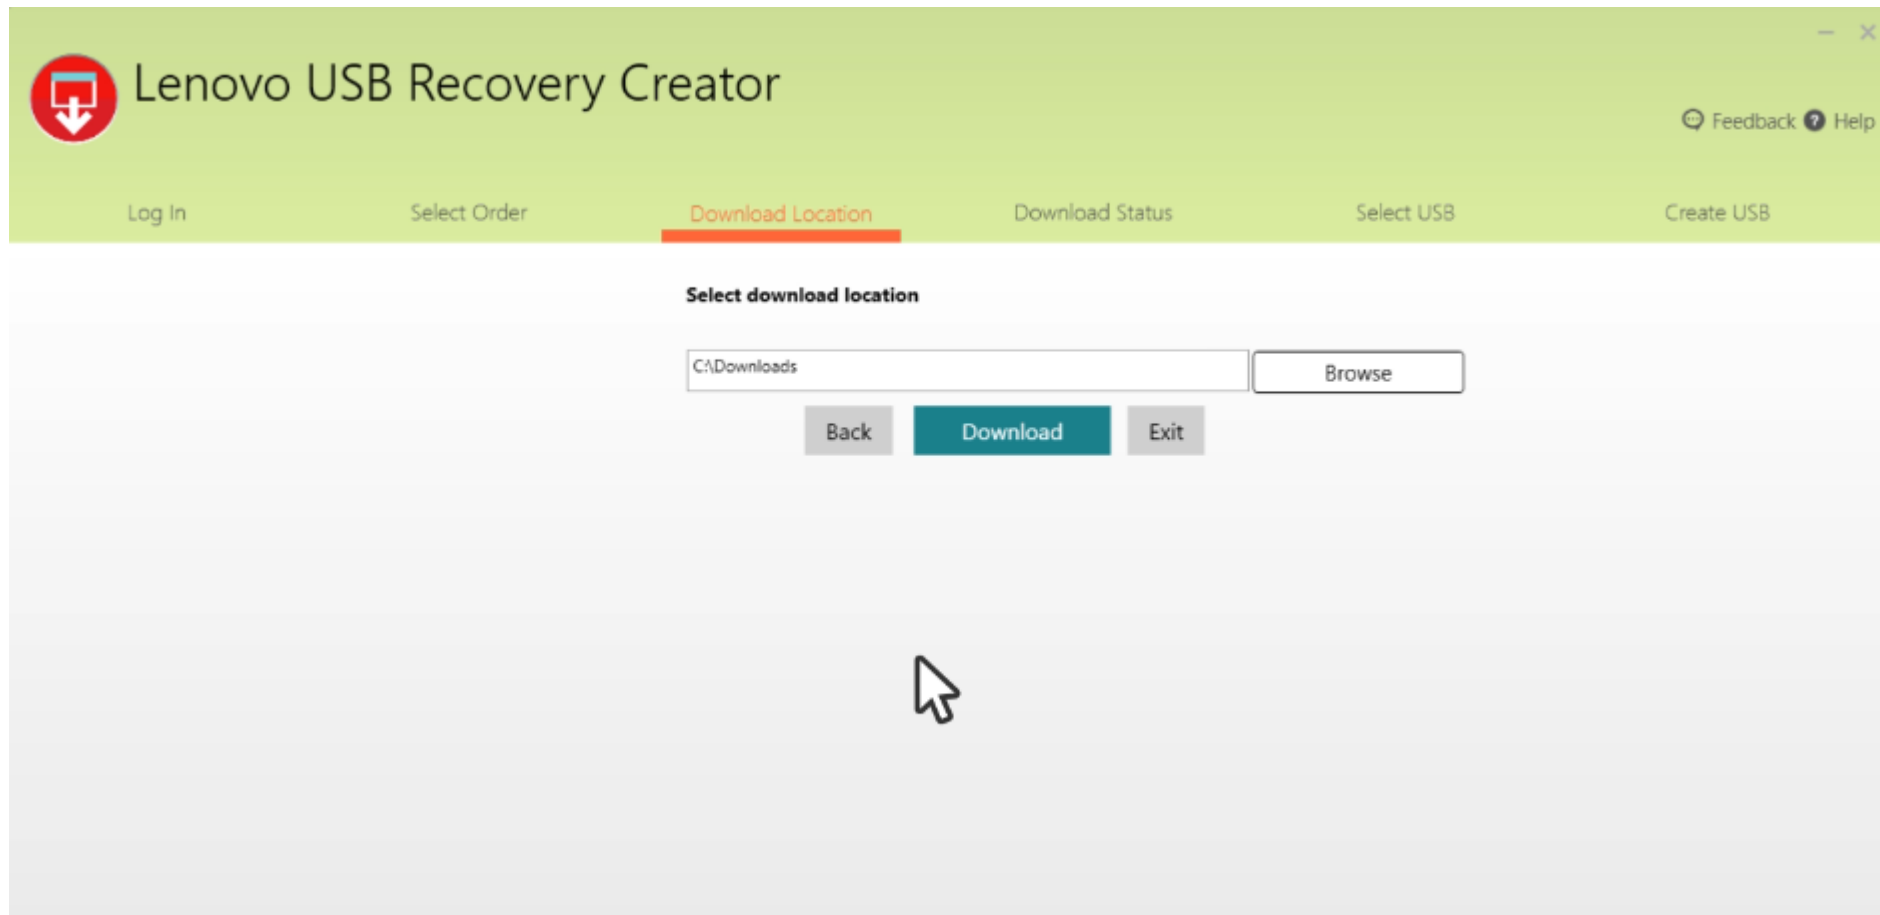 Lenovo USB Recovery Creator
Feedback Help
Log In Select Order Download Location Download Status Select USB Create USB
Select download location
C:\Downloads Browse
Back Download Exit